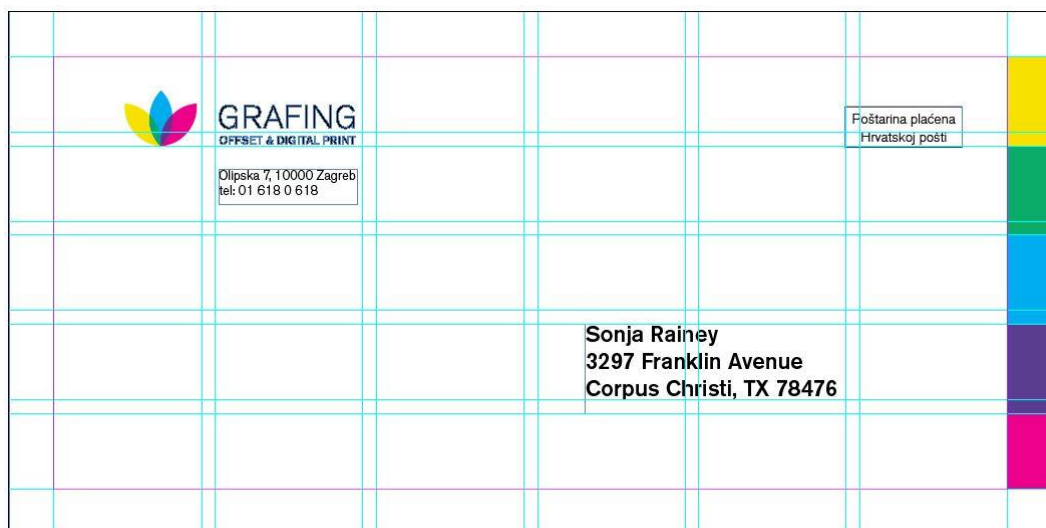 GRAFING
OFFSET & DIGITAL PRINT
Olipska 7, 10000 Zagreb
tel: 01 618 0 618
Poštarina plaćena
Hrvatskoj pošti
Sonja Rainey
3297 Franklin Avenue
Corpus Christi, TX 78476